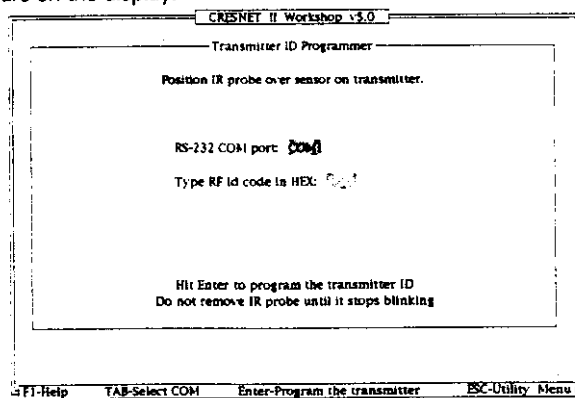 CRESNET II Workshop v5.0
Transmitter ID Programmer
Position IR probe over sensor on transmitter.
RS-232 COM port: COM1
Type RF id code in HEX:
Hit Enter to program the transmitter ID
Do not remove IR probe until it stops blinking
F1-Help TAB-Select COM Enter-Program the transmitter ESC-Utility Menu